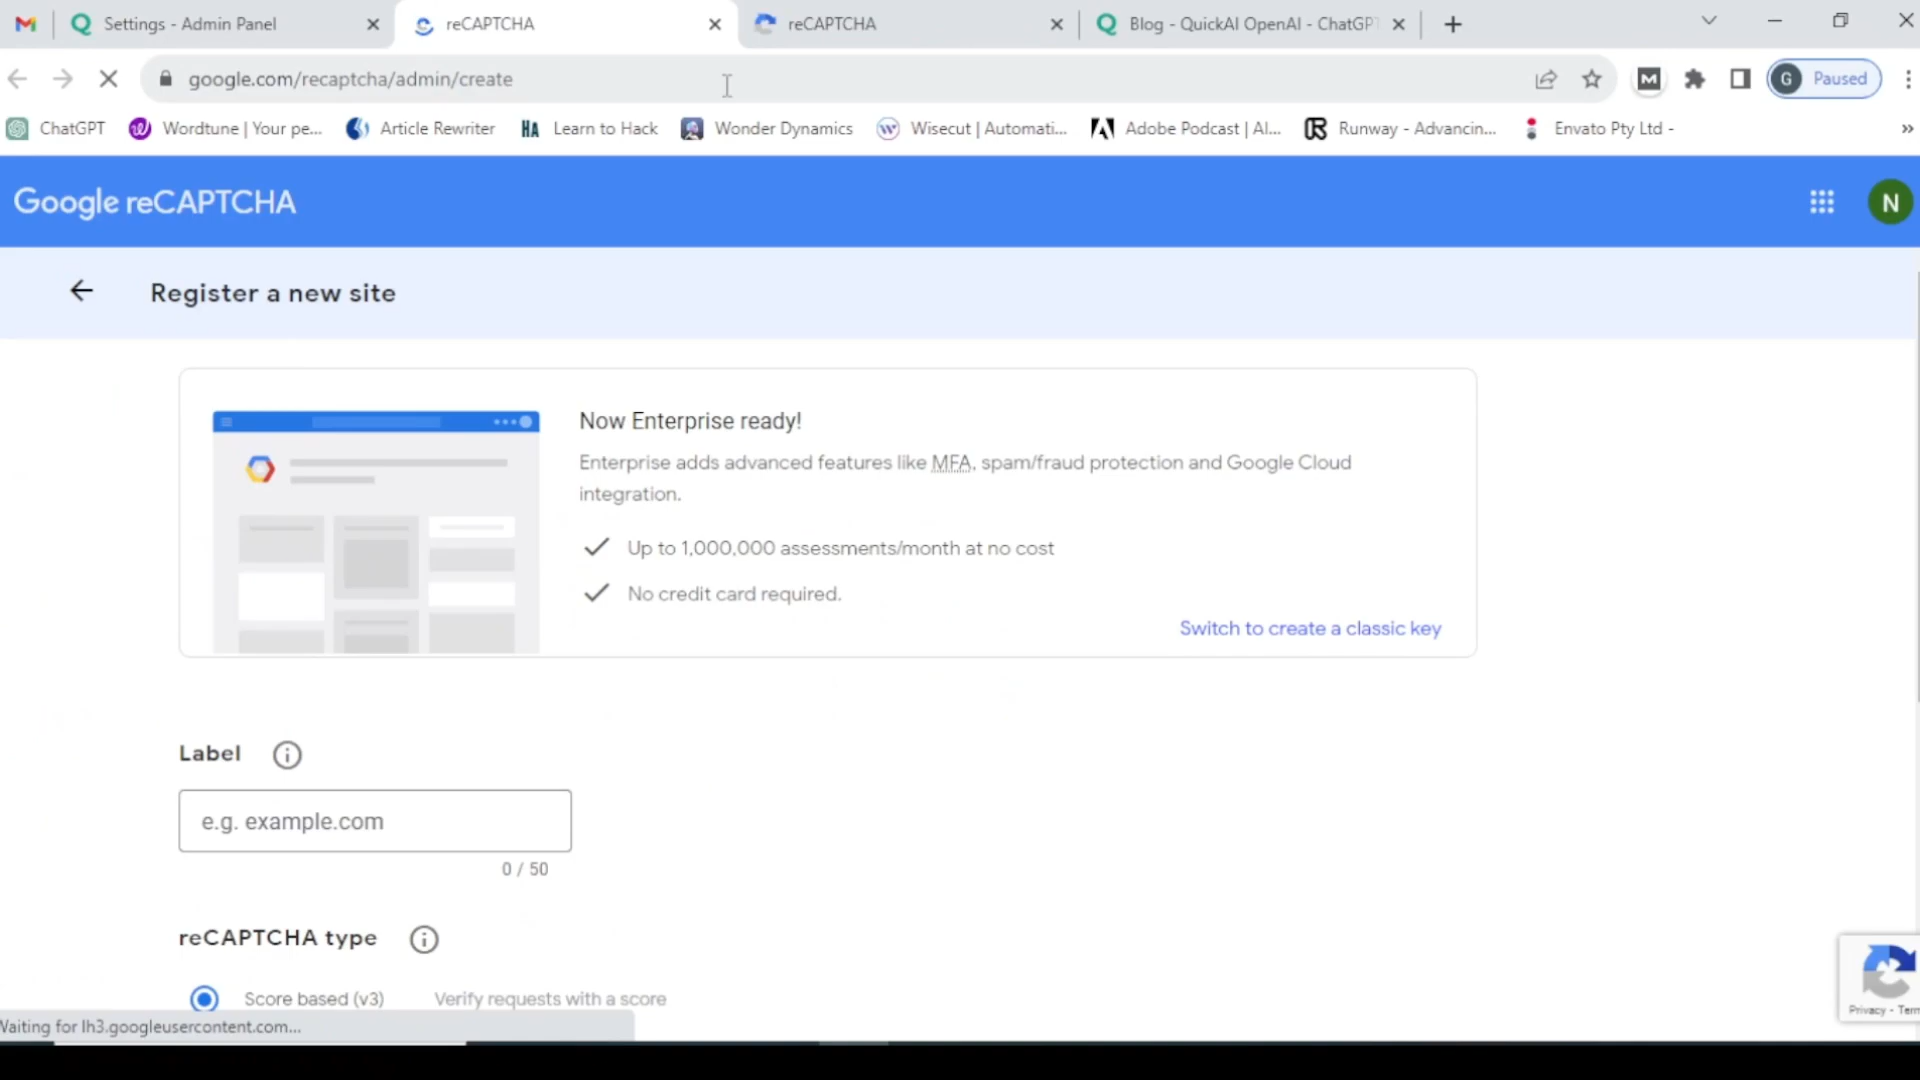 Settings - Admin Panel
reCAPTCHA
reCAPTCHA
Blog - QuickAI OpenAI - ChatGPT
google.com/recaptcha/admin/create
G
Paused
ChatGPT
Wordtune | Your pe...
Article Rewriter
HA
Learn to Hack
Wonder Dynamics
Wisecut | Automati...
Adobe Podcast | AI...
Runway - Advancin...
Envato Pty Ltd -
Google reCAPTCHA
N
Register a new site
Now Enterprise ready!
Enterprise adds advanced features like MFA, spam/fraud protection and Google Cloud
integration.
Up to 1,000,000 assessments/month at no cost
No credit card required.
Switch to create a classic key
Label
e.g. example.com
0 / 50
reCAPTCHA type
Score based (v3)
Verify requests with a score
Privacy - Term
Waiting for lh3.googleusercontent.com...